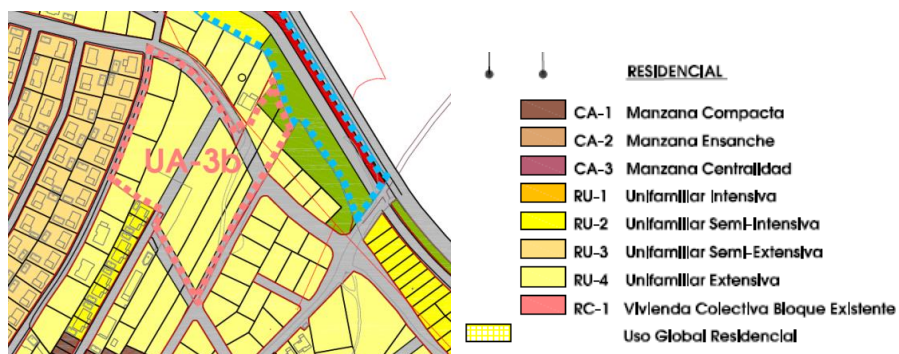 UA-3b
RESIDENCIAL
CA-1 Manzana Compacta
CA-2 Manzana Ensanche
CA-3 Manzana Centralidad
RU-1 Unifamiliar Intensiva
RU-2 Unifamiliar Semi-Intensiva
RU-3 Unifamiliar Semi-Extensiva
RU-4 Unifamiliar Extensiva
RC-1 Vivienda Colectiva Bloque Existente
Uso Global Residencial